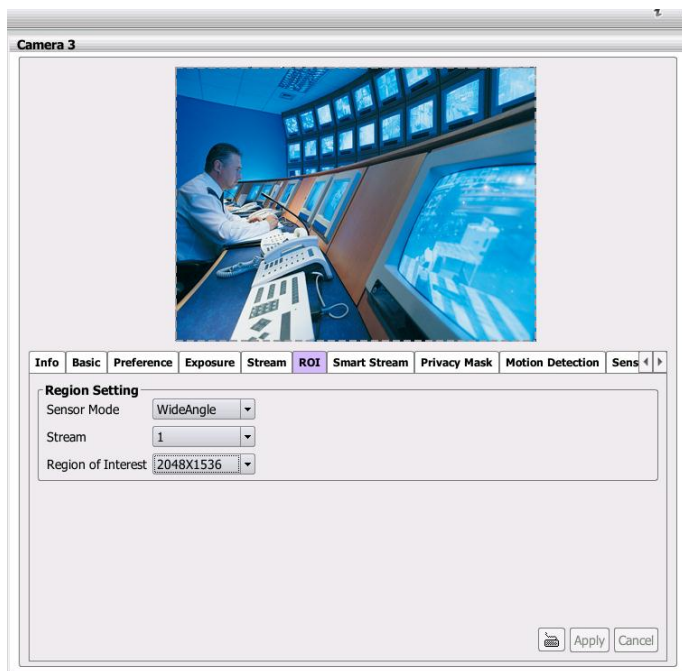 Camera 3
Info Basic Preference Exposure Stream ROI Smart Stream Privacy Mask Motion Detection Sens
Region Setting
Sensor Mode WideAngle
Stream 1
Region of Interest 2048X1536
Apply Cancel